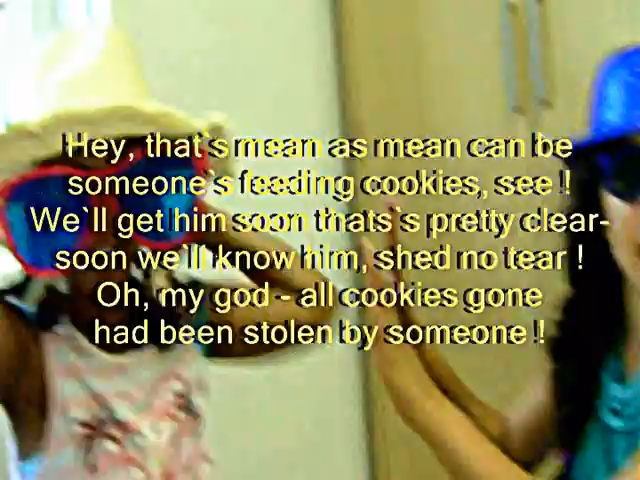 Hey, that`s mean as mean can be
someone`s feeding cookies, see !
We`ll get him soon thats`s pretty clear-
soon we`ll know him, shed no tear !
Oh, my god - all cookies gone
had been stolen by someone !